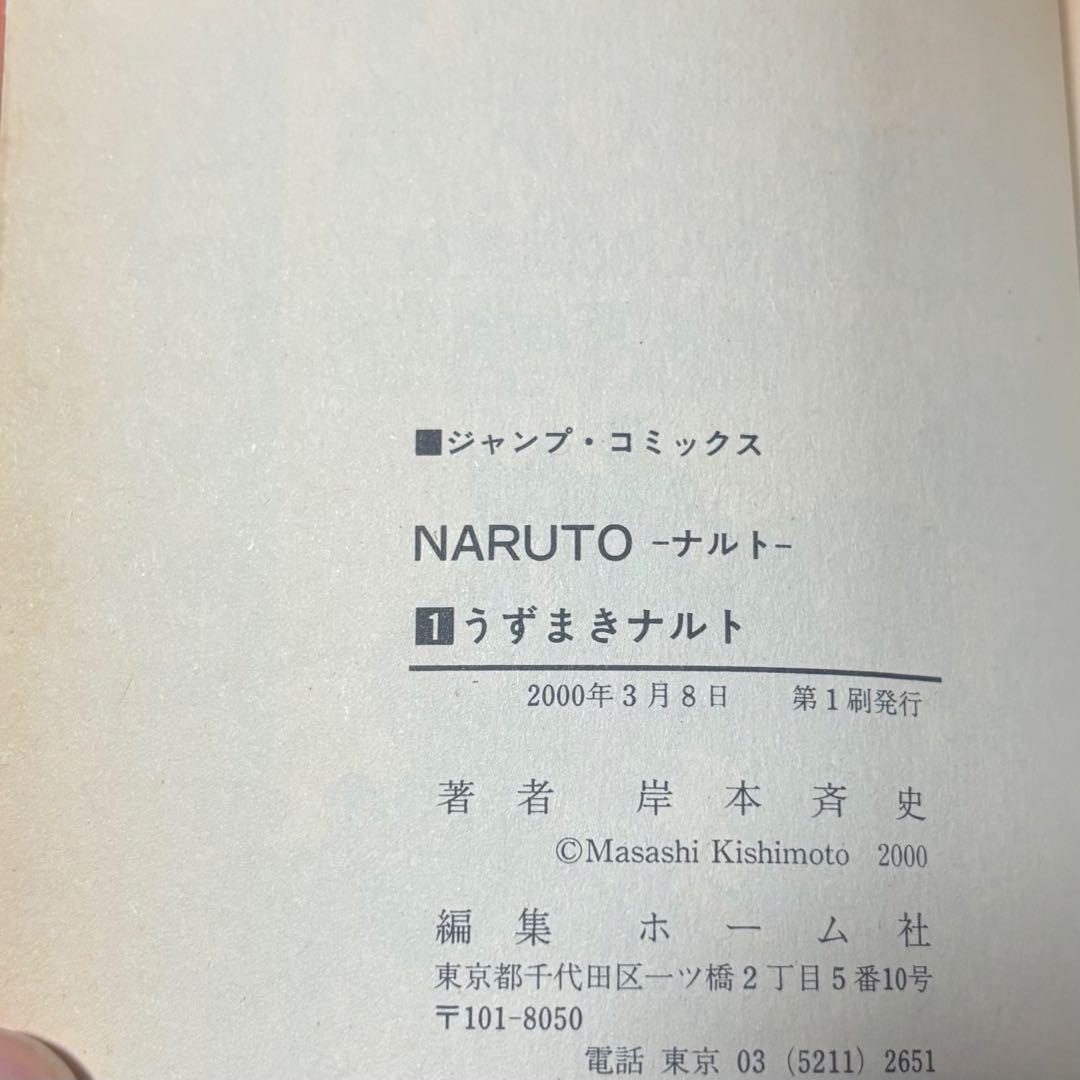 ■ジャンプ・コミックス
NARUTO -ナルト-
1うずまきナルト
2000年3月8日 第1刷発行
著者 岸本斉史
©Masashi Kishimoto 2000
編集 ホーム社
東京都千代田区一ツ橋2丁目5番10号
〒101-8050
電話 東京 03 (5211) 2651